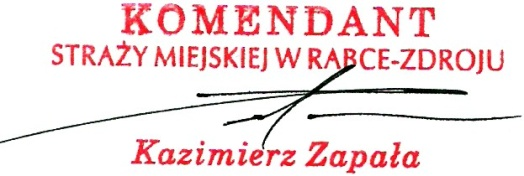 KOMENDANT
STRAŻY MIEJSKIEJ W RABCE-ZDROJU
Kazimierz Zapała